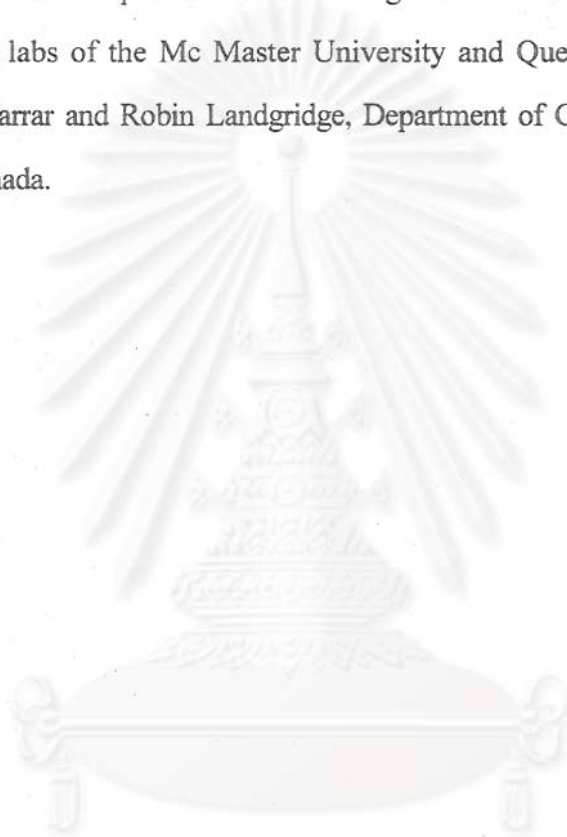 labs of the Mc Master University and Que
arrar and Robin Landgridge, Department of C
ada.